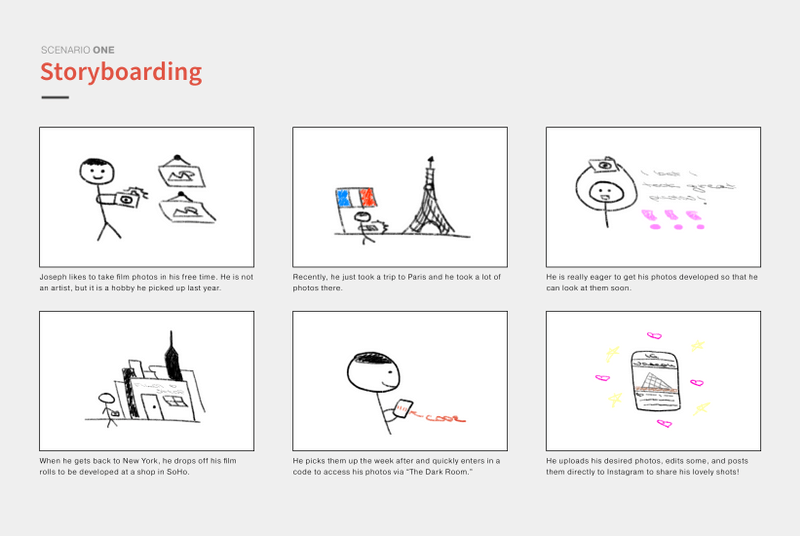 SCENARIO ONE
Storyboarding
I bet I
took great
photos!
Joseph likes to take film photos in his free time. He is not
an artist, but it is a hobby he picked up last year.
Recently, he just took a trip to Paris and he took a lot of
photos there.
He is really eager to get his photos developed so that he
can look at them soon.
CODE
When he gets back to New York, he drops off his film
rolls to be developed at a shop in SoHo.
He picks them up the week after and quickly enters in a
code to access his photos via "The Dark Room."
He uploads his desired photos, edits some, and posts
them directly to Instagram to share his lovely shots!